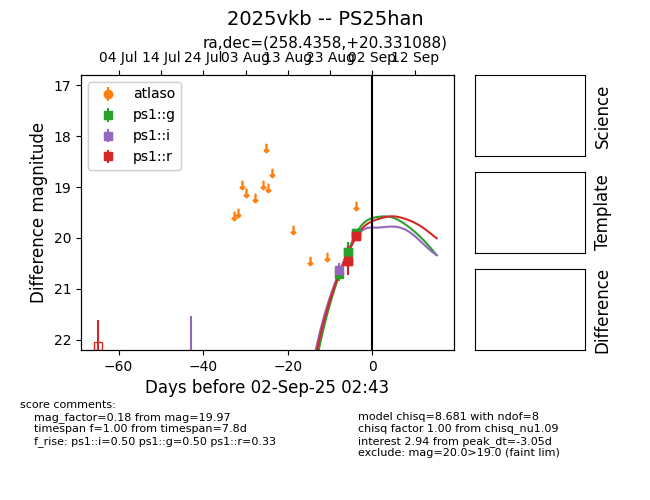 2025vkb -- PS25han
ra,dec=(258.4358,+20.331088)
04 Jul 14 Jul 24 Jul 03 Aug 13 Aug 23 Aug 02 Sep 12 Sep
17
18
19
20
21
22
Difference magnitude
atlaso
ps1::g
ps1::i
ps1::r
−60
−40
−20
0
Days before 02-Sep-25 02:43
Science
Template
Difference
score comments:
mag_factor=0.18 from mag=19.97
timespan f=1.00 from timespan=7.8d
f_rise: ps1::i=0.50 ps1::g=0.50 ps1::r=0.33
model chisq=8.681 with ndof=8
chisq factor 1.00 from chisq_nu1.09
interest 2.94 from peak_dt=-3.05d
exclude: mag=20.0>19.0 (faint lim)